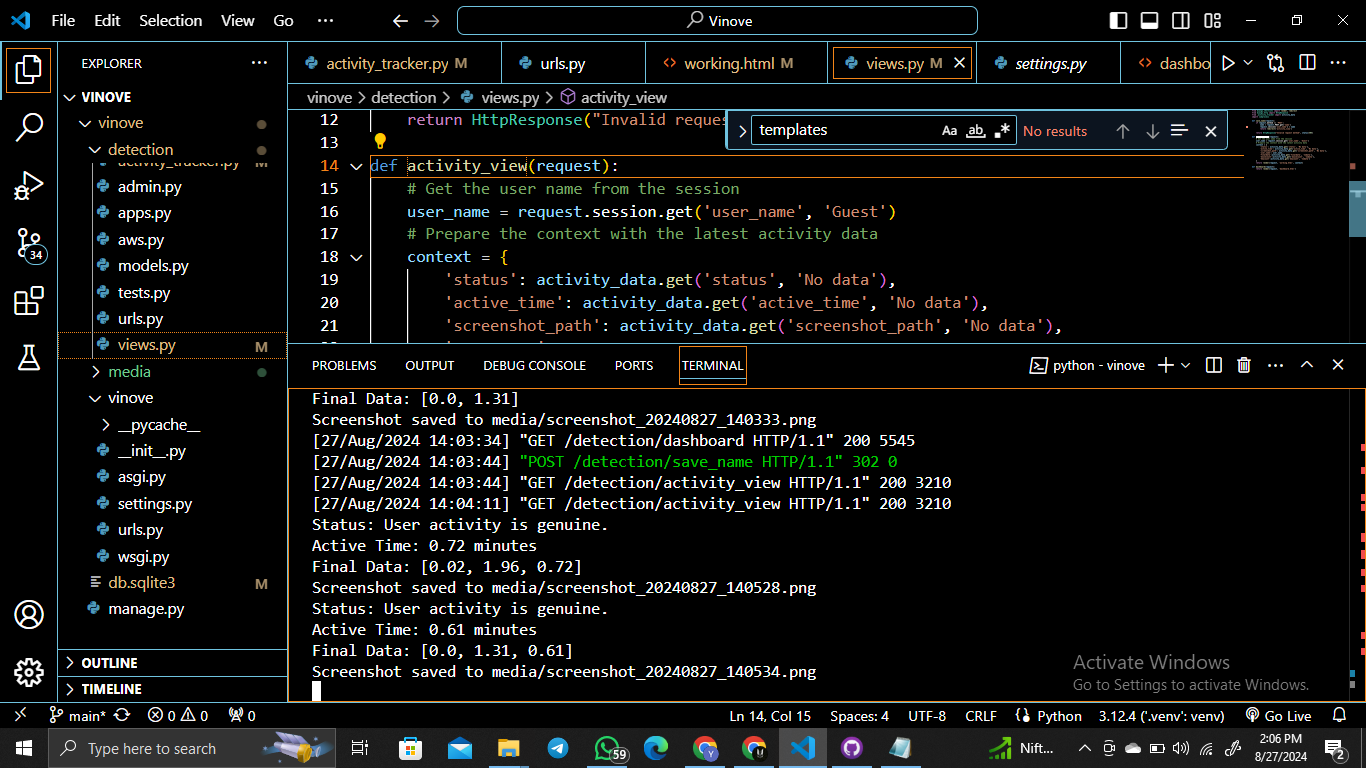 File Edit Selection View Go ··· Vinove
EXPLORER ···
activity_tracker.py M urls.py working.html M views.py M settings.py dashbo ···
VINOVE
vinove > detection > views.py > activity_view
vinove
detection
activity_tracker.py M
admin.py
apps.py
aws.py
models.py
tests.py
urls.py
views.py M
media
vinove
__pycache__
__init__.py
asgi.py
settings.py
urls.py
wsgi.py
db.sqlite3 M
manage.py
OUTLINE
TIMELINE
templates Aa ab .* No results
12 return HttpResponse("Invalid reques
13
14 def activity_view(request):
15 # Get the user name from the session
16 user_name = request.session.get('user_name', 'Guest')
17 # Prepare the context with the latest activity data
18 context = {
19 'status': activity_data.get('status', 'No data'),
20 'active_time': activity_data.get('active_time', 'No data'),
21 'screenshot_path': activity_data.get('screenshot_path', 'No data'),
PROBLEMS OUTPUT DEBUG CONSOLE PORTS TERMINAL python - vinove ···
Final Data: [0.0, 1.31]
Screenshot saved to media/screenshot_20240827_140333.png
[27/Aug/2024 14:03:34] "GET /detection/dashboard HTTP/1.1" 200 5545
[27/Aug/2024 14:03:44] "POST /detection/save_name HTTP/1.1" 302 0
[27/Aug/2024 14:03:44] "GET /detection/activity_view HTTP/1.1" 200 3210
[27/Aug/2024 14:04:11] "GET /detection/activity_view HTTP/1.1" 200 3210
Status: User activity is genuine.
Active Time: 0.72 minutes
Final Data: [0.02, 1.96, 0.72]
Screenshot saved to media/screenshot_20240827_140528.png
Status: User activity is genuine.
Active Time: 0.61 minutes
Final Data: [0.0, 1.31, 0.61]
Screenshot saved to media/screenshot_20240827_140534.png
34
Activate Windows
Go to Settings to activate Windows.
main* 0 0 0 Ln 14, Col 15 Spaces: 4 UTF-8 CRLF Python 3.12.4 ('.venv': venv) Go Live
Type here to search 59 Nift... 2:06 PM
8/27/2024 2